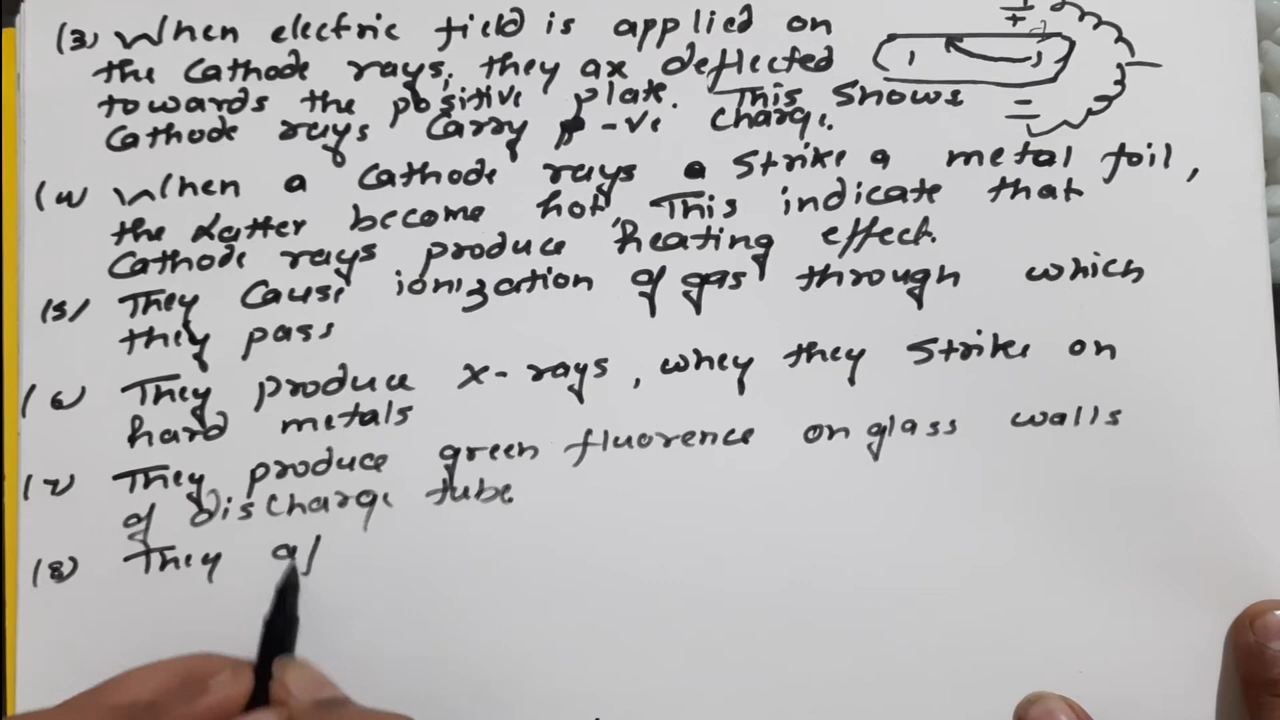 (3) When electric field is applied on
the Cathode rays, they ax deflected
towards the positive plate. This shows
Cathode rays Carry -ve charge.
(4) When a Cathode rays strike a metal foil,
the Latter become hot, This indicate that
Cathode rays produce heating effect.
(5) They Cause ionization of gas through which
they pass
(6) They produce x-rays, whey they Strike on
hard metals
(7) They produce green fluorence on glass walls
of discharge tube
(8) They af